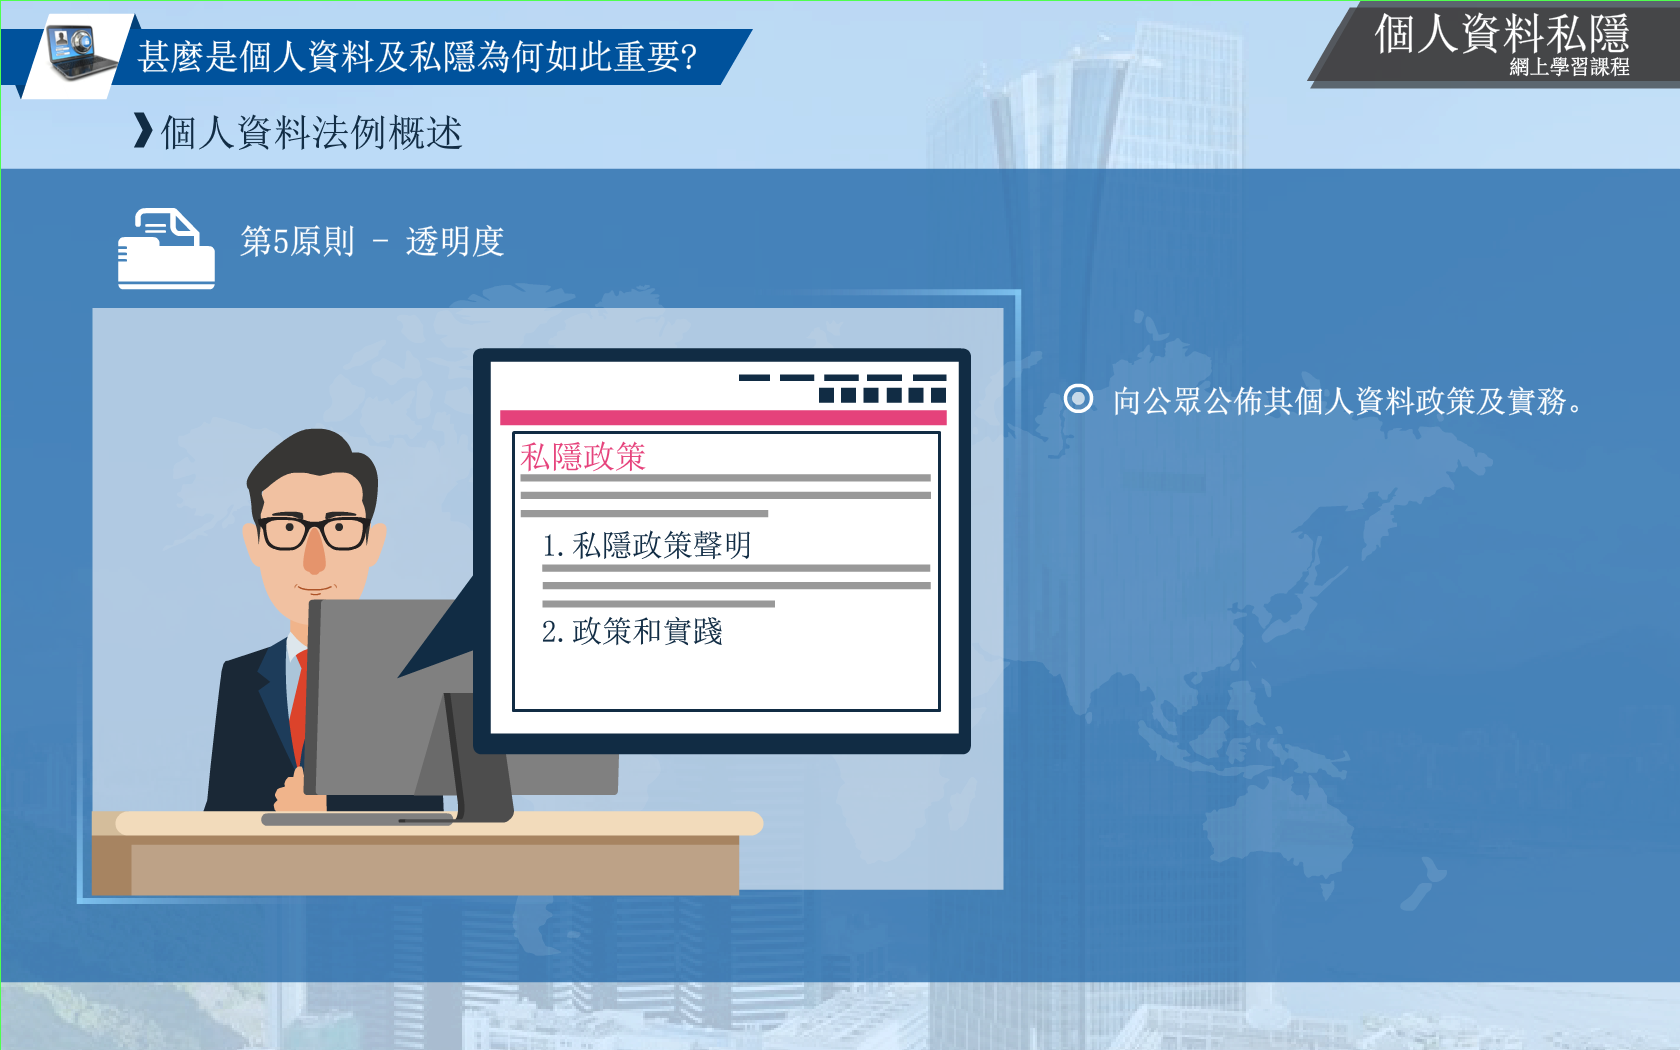 甚麼是個人資料及私隱為何如此重要?
個人資料私隱
網上學習課程
個人資料法例概述
第5原則 - 透明度
私隱政策
1.私隱政策聲明
2.政策和實踐
向公眾公佈其個人資料政策及實務。